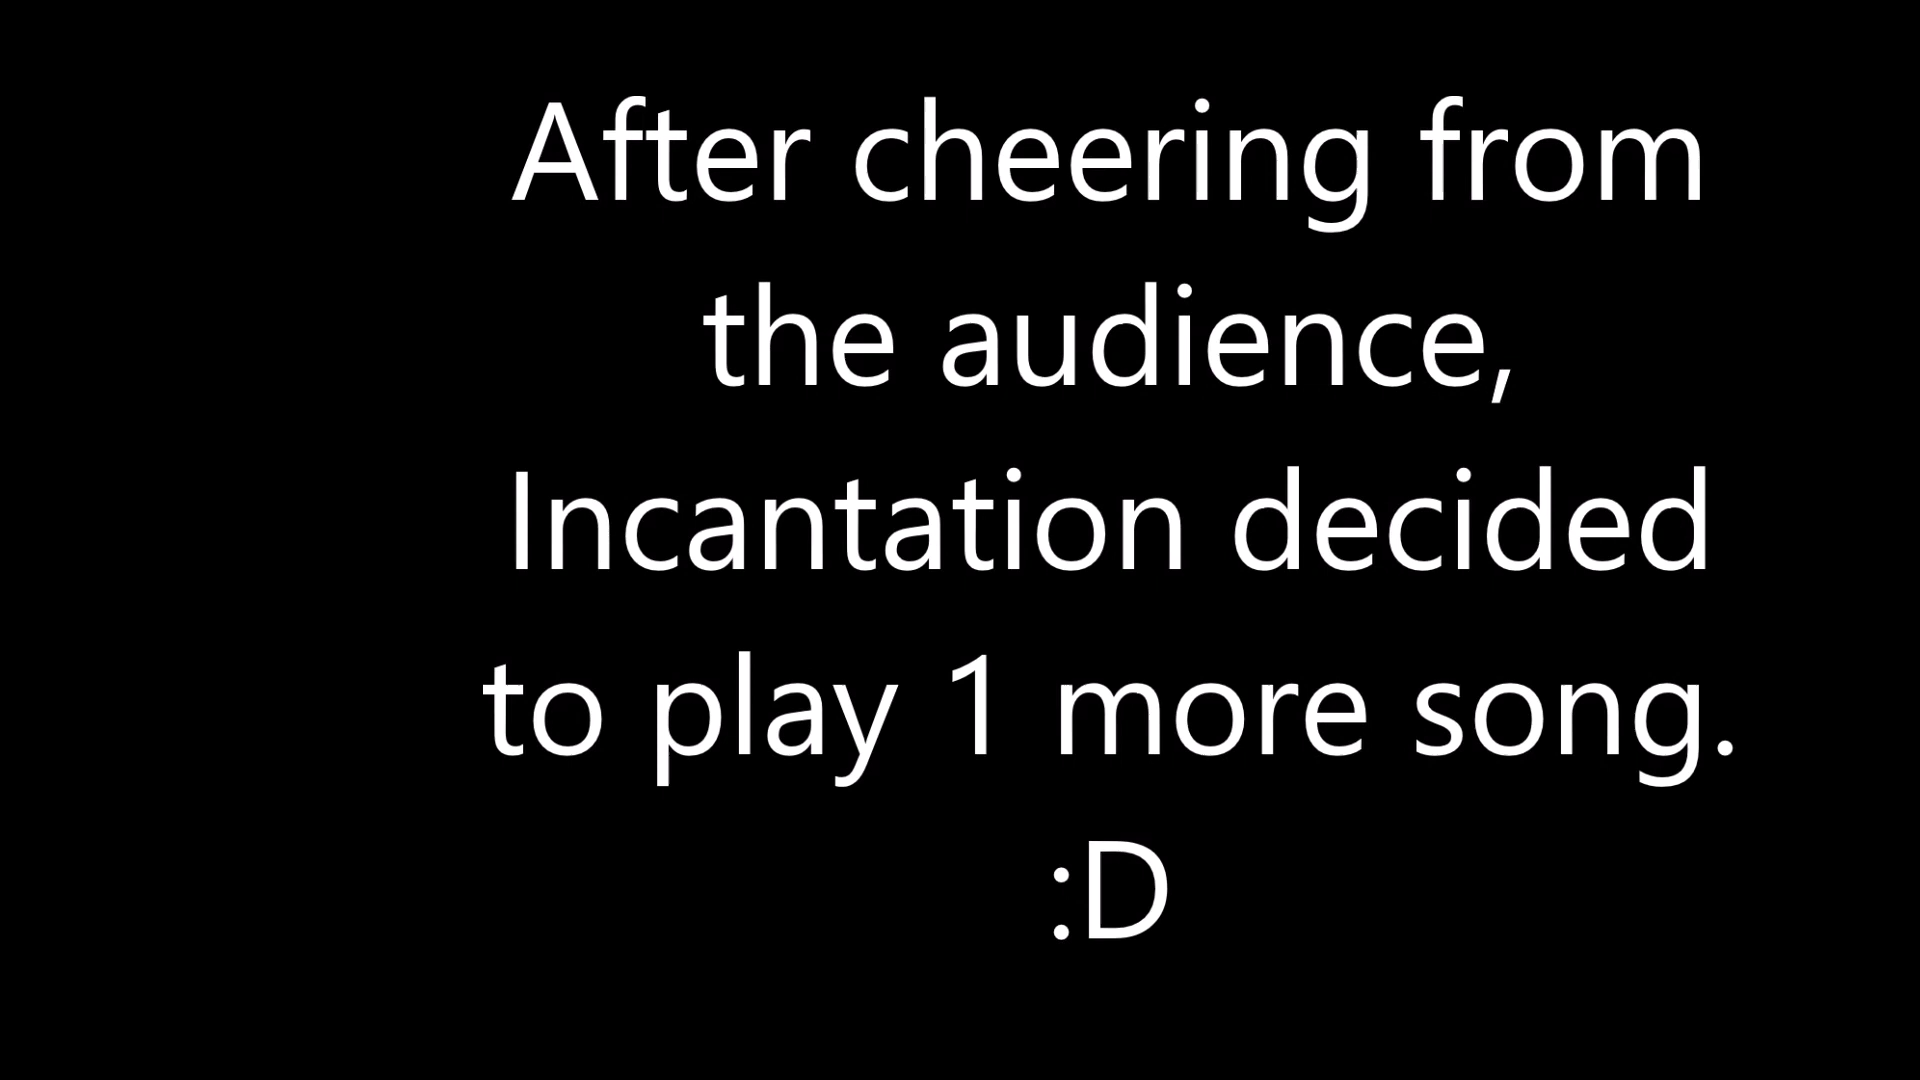 After cheering from
the audience,
Incantation decided
to play 1 more song.
:D